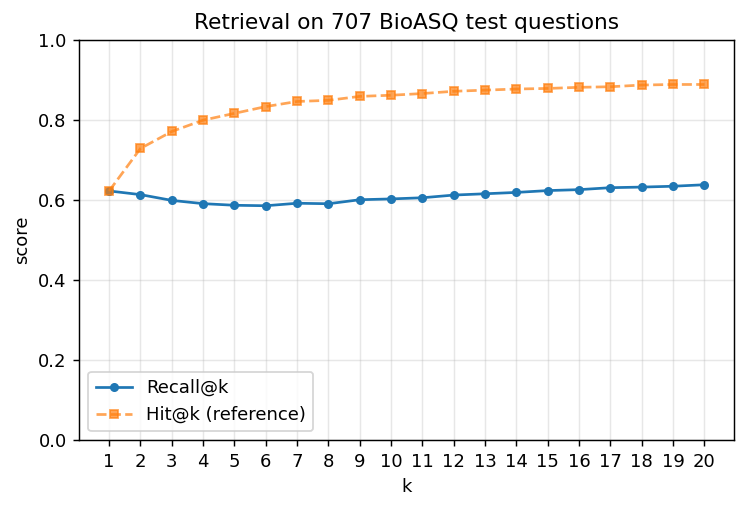 Retrieval on 707 BioASQ test questions
1.0
0.8
0.6
0.4
0.2
0.0
score
Recall@k
Hit@k (reference)
1 2 3 4 5 6 7 8 9 10 11 12 13 14 15 16 17 18 19 20
k